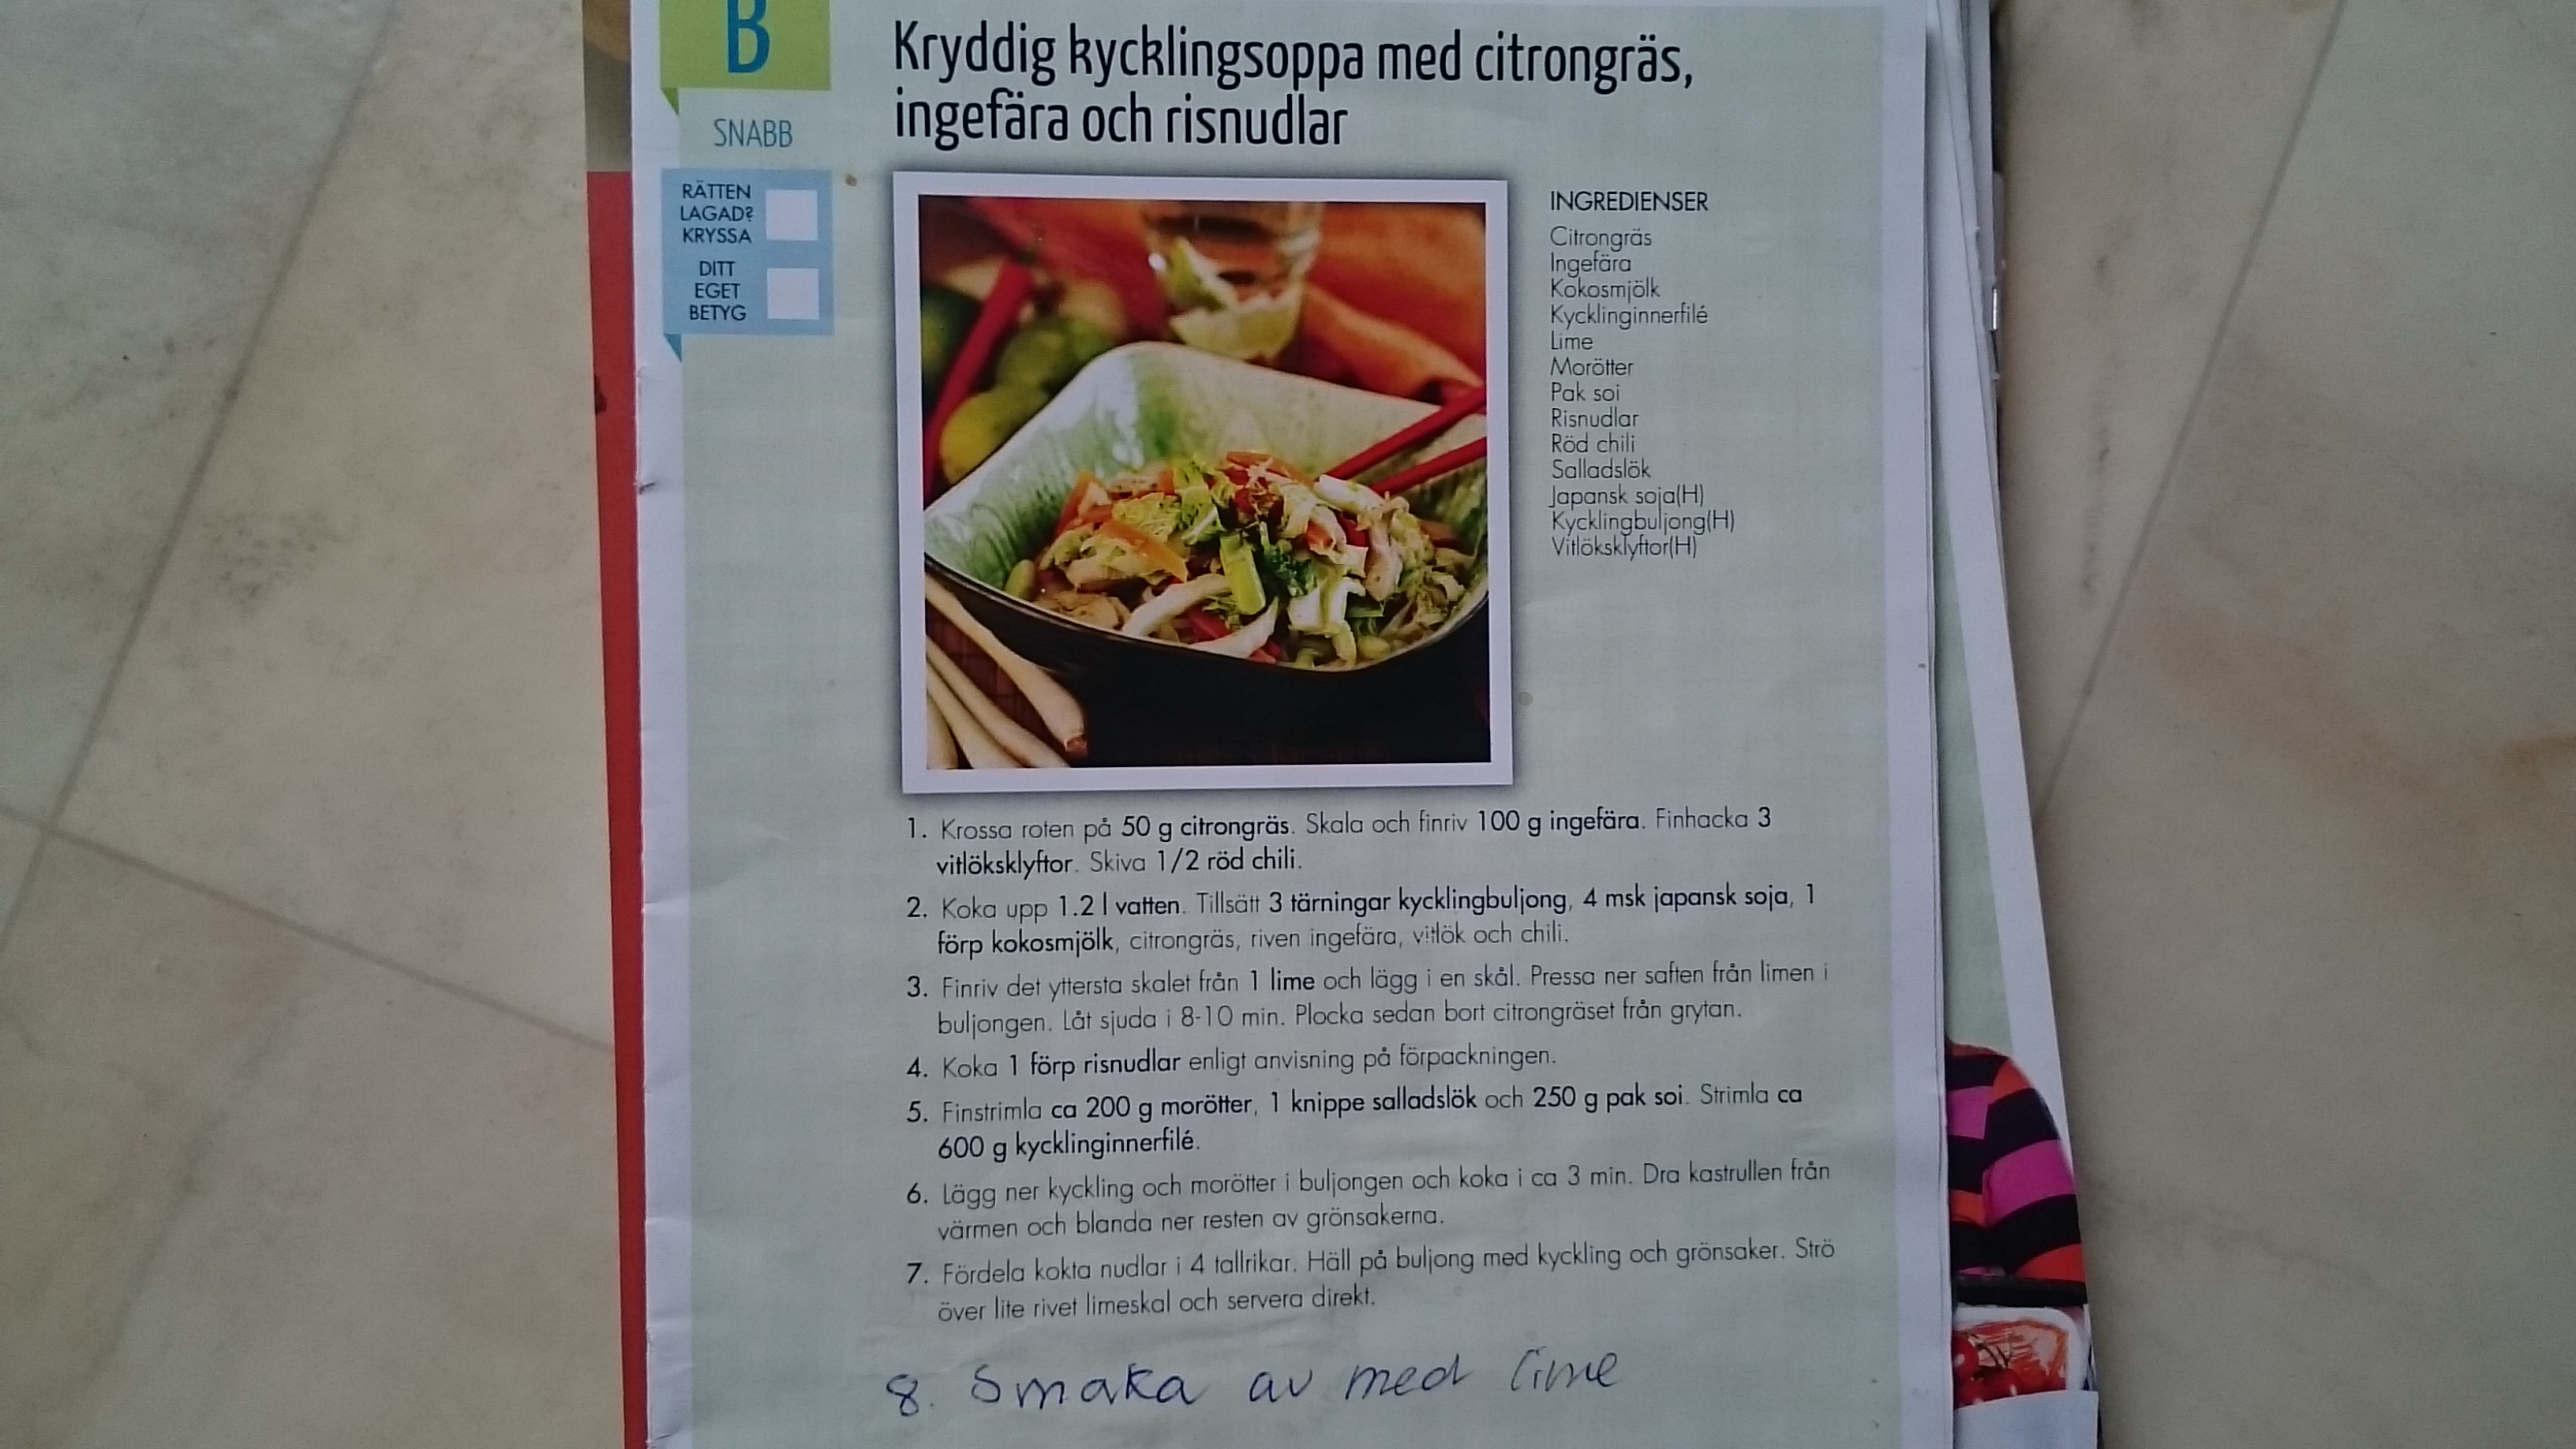 B
SNABB
RÄTTEN
LAGAD?
KRYSSA
DITT
EGET
BETYG
Kryddig kycklingsoppa med citrongräs,
ingefära och risnudlar
INGREDIENSER
Citrongräs
Ingefära
Kokosmjölk
Kycklinginnerfilé
Lime
Morötter
Pak soi
Risnudlar
Röd chili
Salladslök
Japansk soja(H)
Kycklingbuljong(H)
Vitlöksklyftor(H)
1. Krossa roten på 50 g citrongräs. Skala och finriv 100 g ingefära. Finhacka 3
vitlöksklyftor. Skiva 1/2 röd chili.
2. Koka upp 1.2 l vatten. Tillsätt 3 tärningar kycklingbuljong, 4 msk japansk soja, 1
förp kokosmjölk, citrongräs, riven ingefära, vitlök och chili.
3. Finriv det yttersta skalet från 1 lime och lägg i en skål. Pressa ner saften från limen i
buljongen. Låt sjuda i 8-10 min. Plocka sedan bort citrongräset från grytan.
4. Koka 1 förp risnudlar enligt anvisning på förpackningen.
5. Finstrimla ca 200 g morötter, 1 knippe salladslök och 250 g pak soi. Strimla ca
600 g kycklinginnerfilé.
6. Lägg ner kyckling och morötter i buljongen och koka i ca 3 min. Dra kastrullen från
värmen och blanda ner resten av grönsakerna.
7. Fördela kokta nudlar i 4 tallrikar. Häll på buljong med kyckling och grönsaker. Strö
över lite rivet limeskal och servera direkt.
8. Smaka av med lime